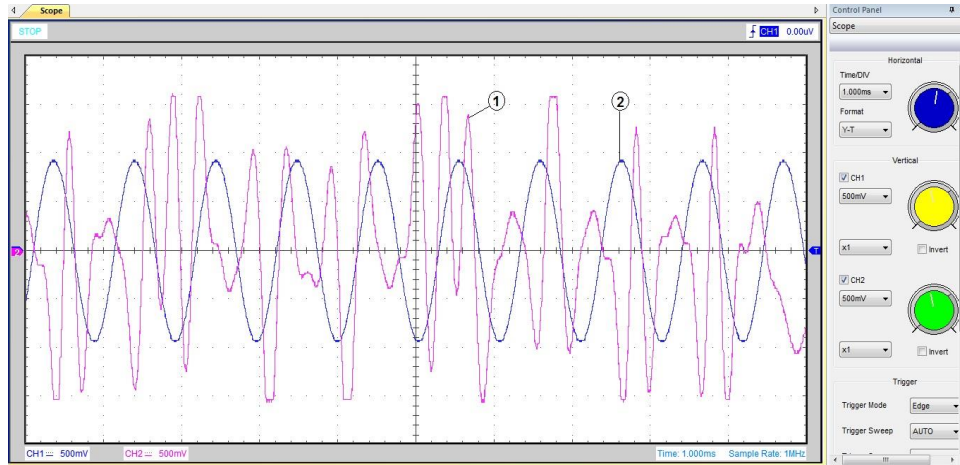 Scope
STOP
CH1 0.00uV
1
2
2
T
CH1 500mV
CH2 500mV
Time: 1.000ms Sample Rate: 1MHz
Control Panel
Scope
Horizontal
Time/DIV
1.000ms
Format
Y-T
Vertical
CH1
500mV
x1
Invert
CH2
500mV
x1
Invert
Trigger
Trigger Mode Edge
Trigger Sweep AUTO